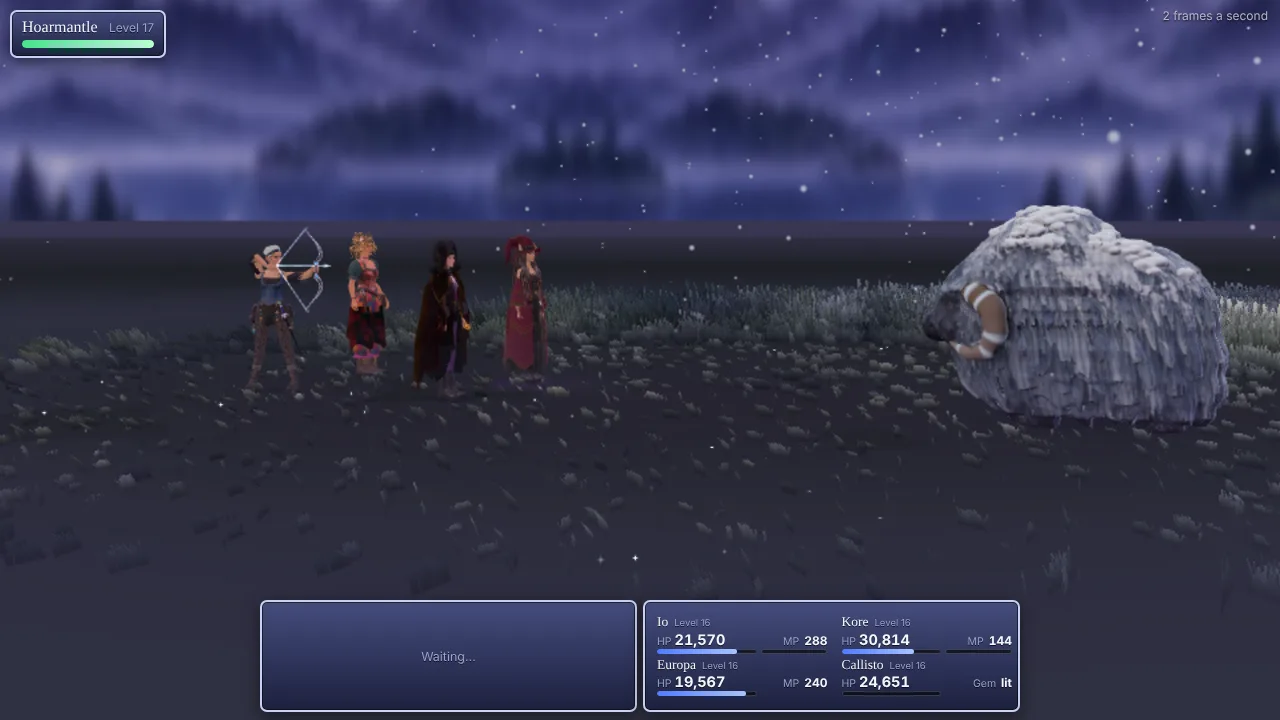 Hoarmantle Level 17
2 frames a second
Waiting...
Io Level 16
HP 21,570 MP 288
Kore Level 16
HP 30,814 MP 144
Europa Level 16
HP 19,567 MP 240
Callisto Level 16
HP 24,651 Gem lit